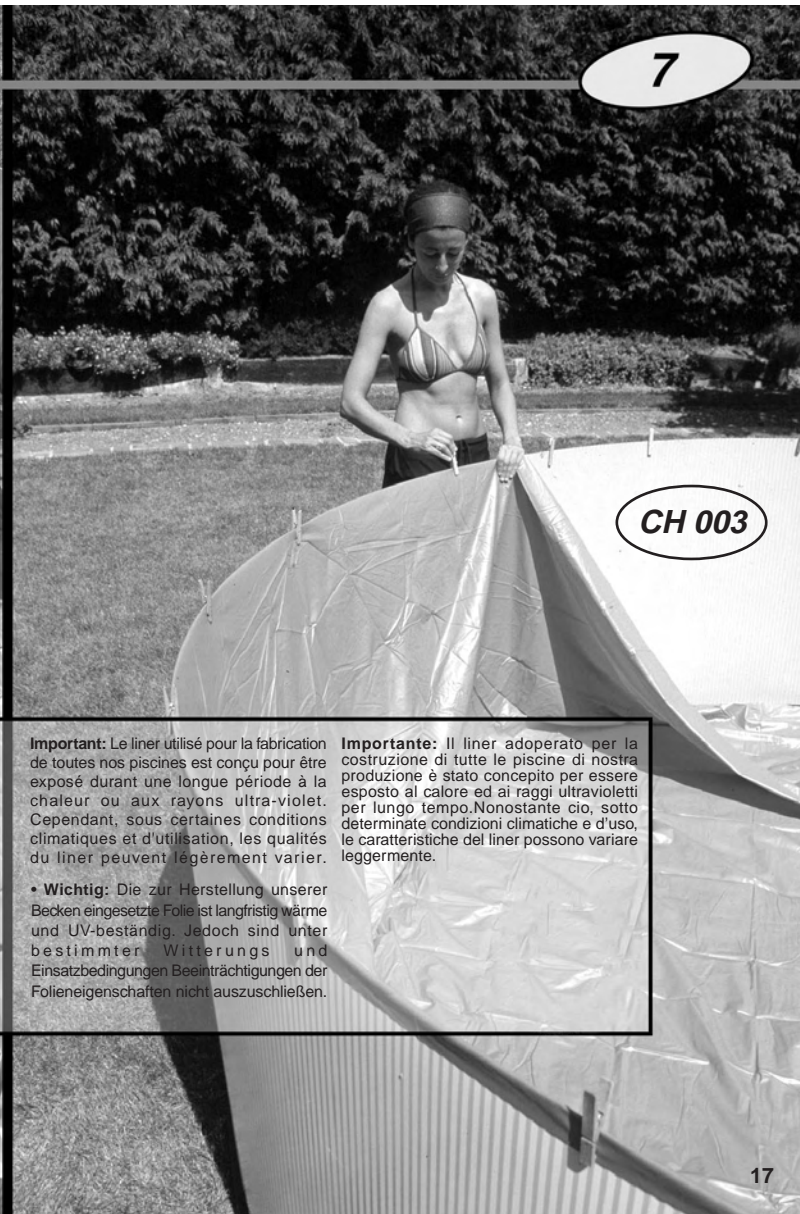 7
CH 003
Important: Le liner utilisé pour la fabrication
de toutes nos piscines est conçu pour être
exposé durant une longue période à la
chaleur ou aux rayons ultra-violet.
Cependant, sous certaines conditions
climatiques et d'utilisation, les qualités
du liner peuvent légèrement varier.
• Wichtig: Die zur Herstellung unserer
Becken eingesetzte Folie ist langfristig wärme
und UV-beständig. Jedoch sind unter
bestimmter Witterungs und
Einsatzbedingungen Beeinträchtigungen der
Folieneigenschaften nicht auszuschließen.
Importante: Il liner adoperato per la
costruzione di tutte le piscine di nostra
produzione è stato concepito per essere
esposto al calore ed ai raggi ultravioletti
per lungo tempo.Nonostante cio, sotto
determinate condizioni climatiche e d'uso,
le caratteristiche del liner possono variare
leggermente.
17